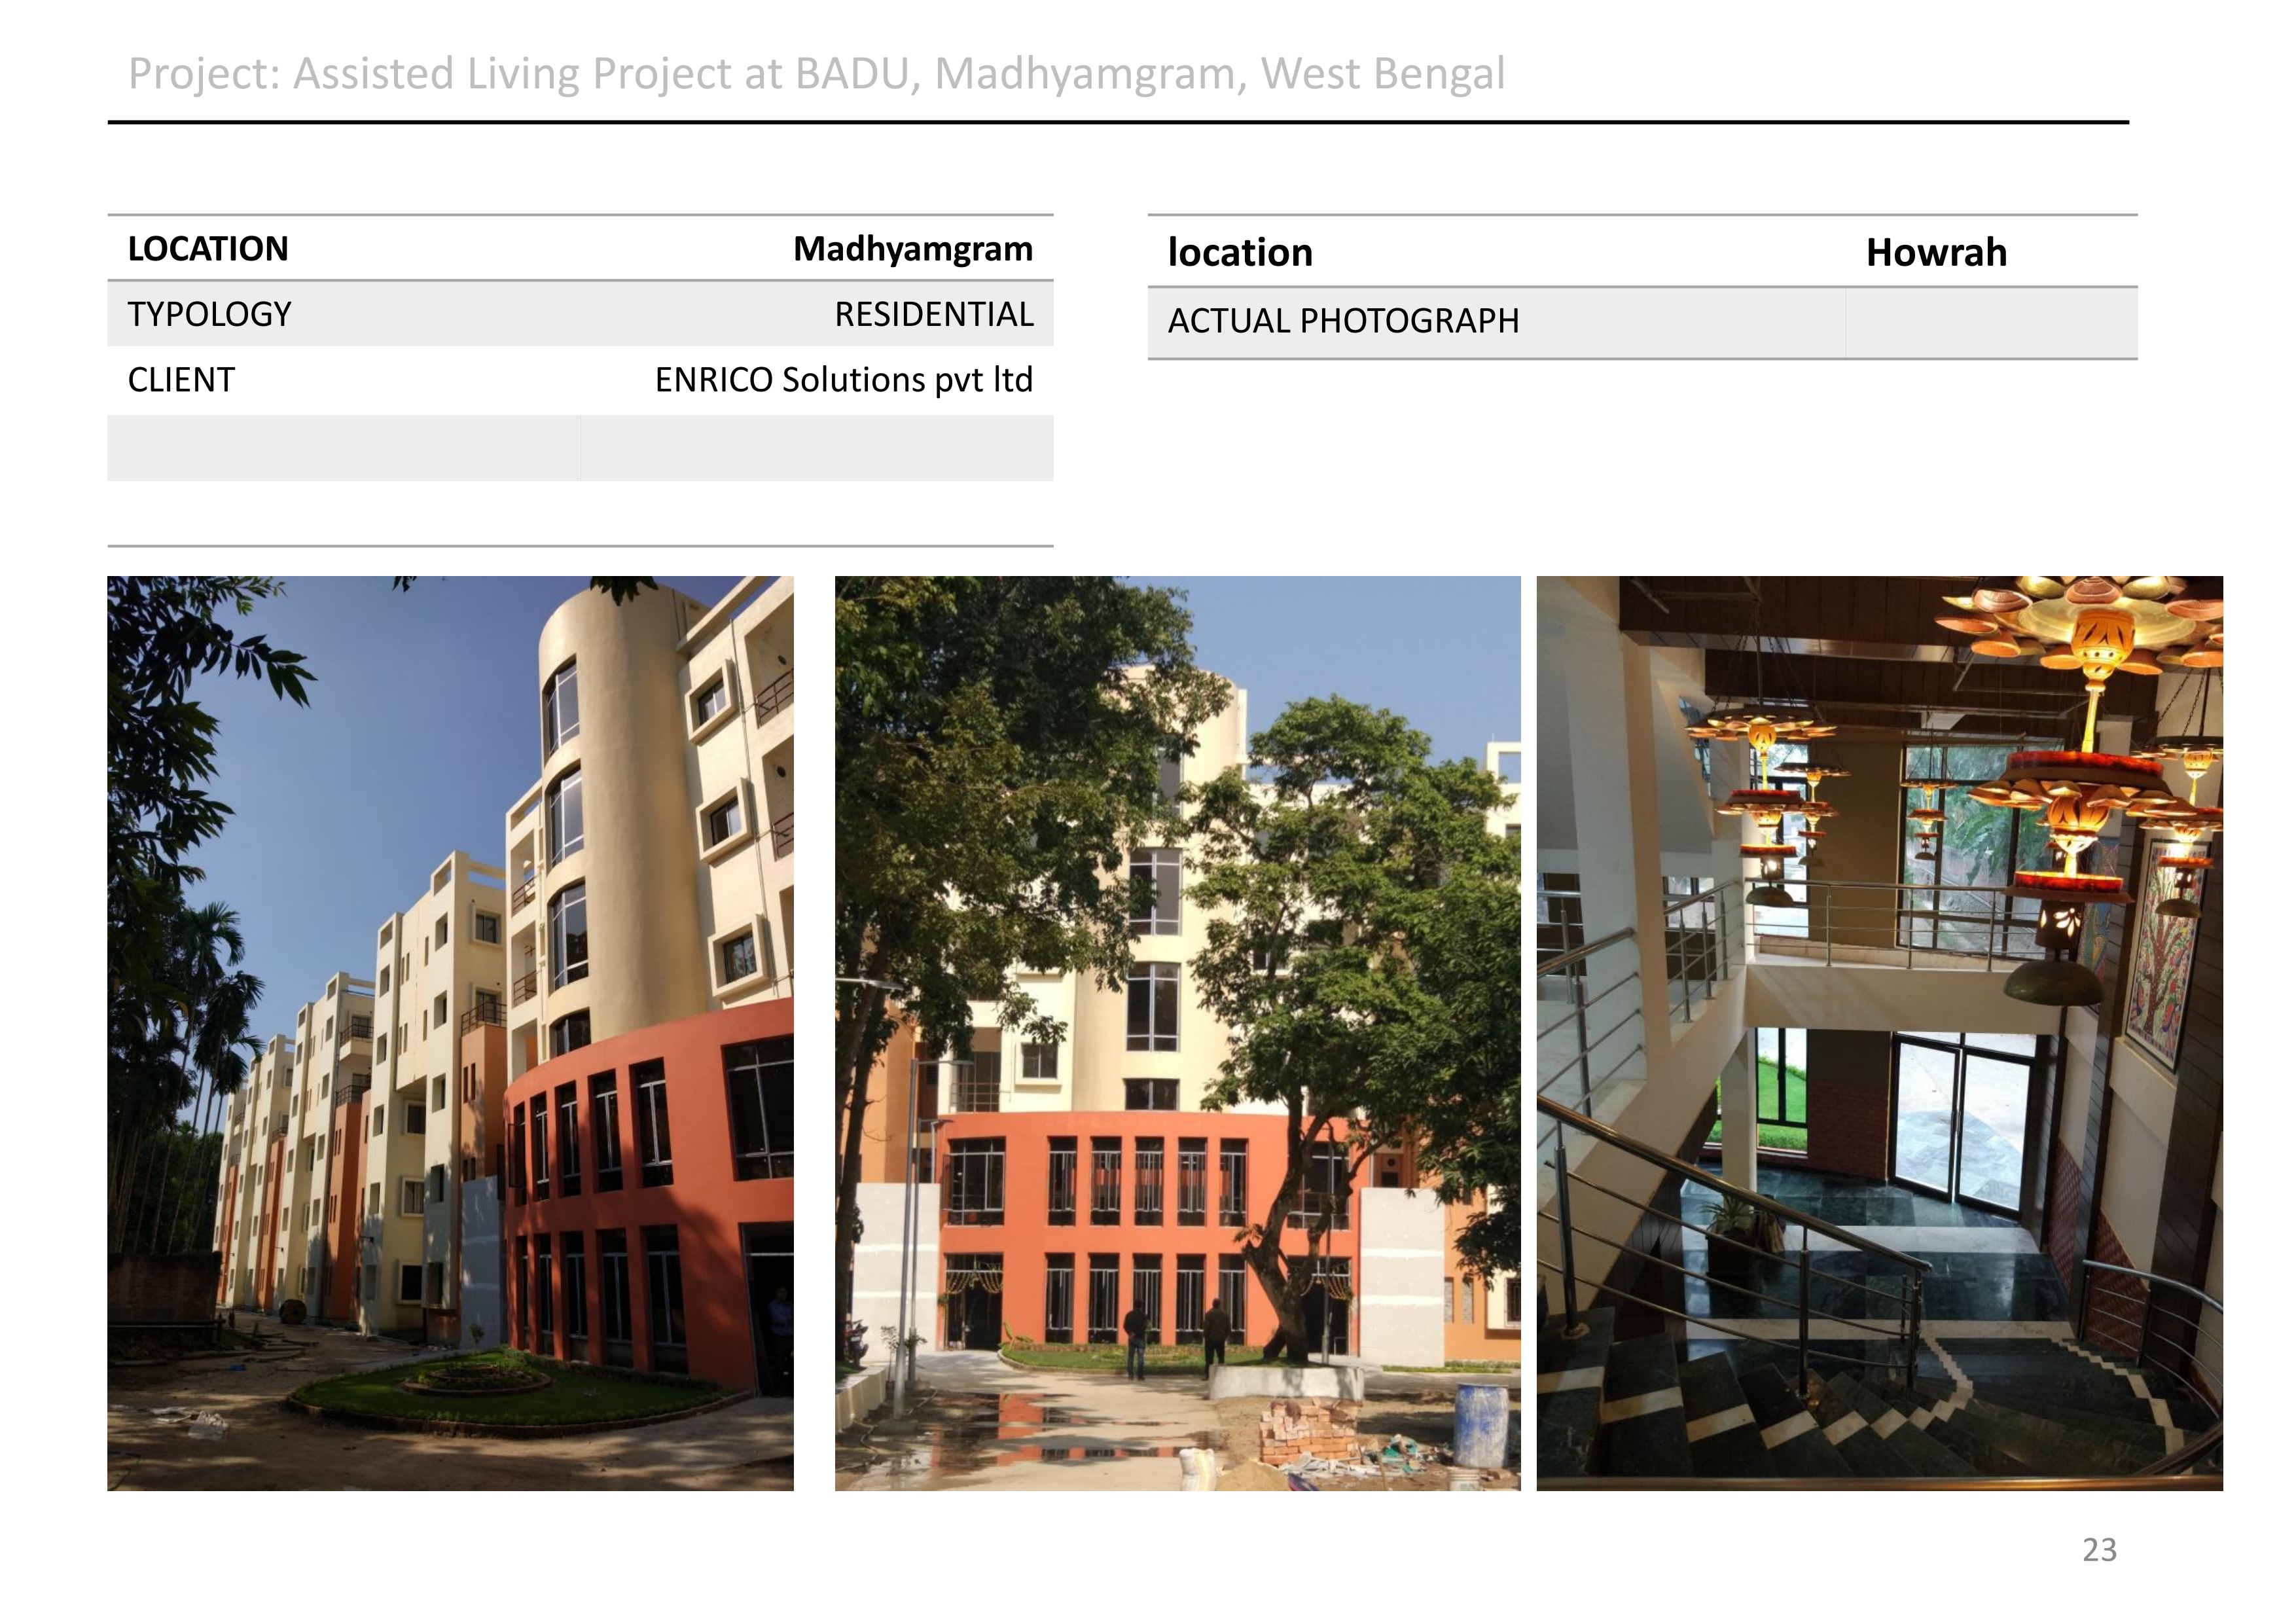 Project: Assisted Living Project at BADU, Madhyamgram, West Bengal
LOCATION Madhyamgram
TYPOLOGY RESIDENTIAL
CLIENT ENRICO Solutions pvt ltd
location Howrah
ACTUAL PHOTOGRAPH
23